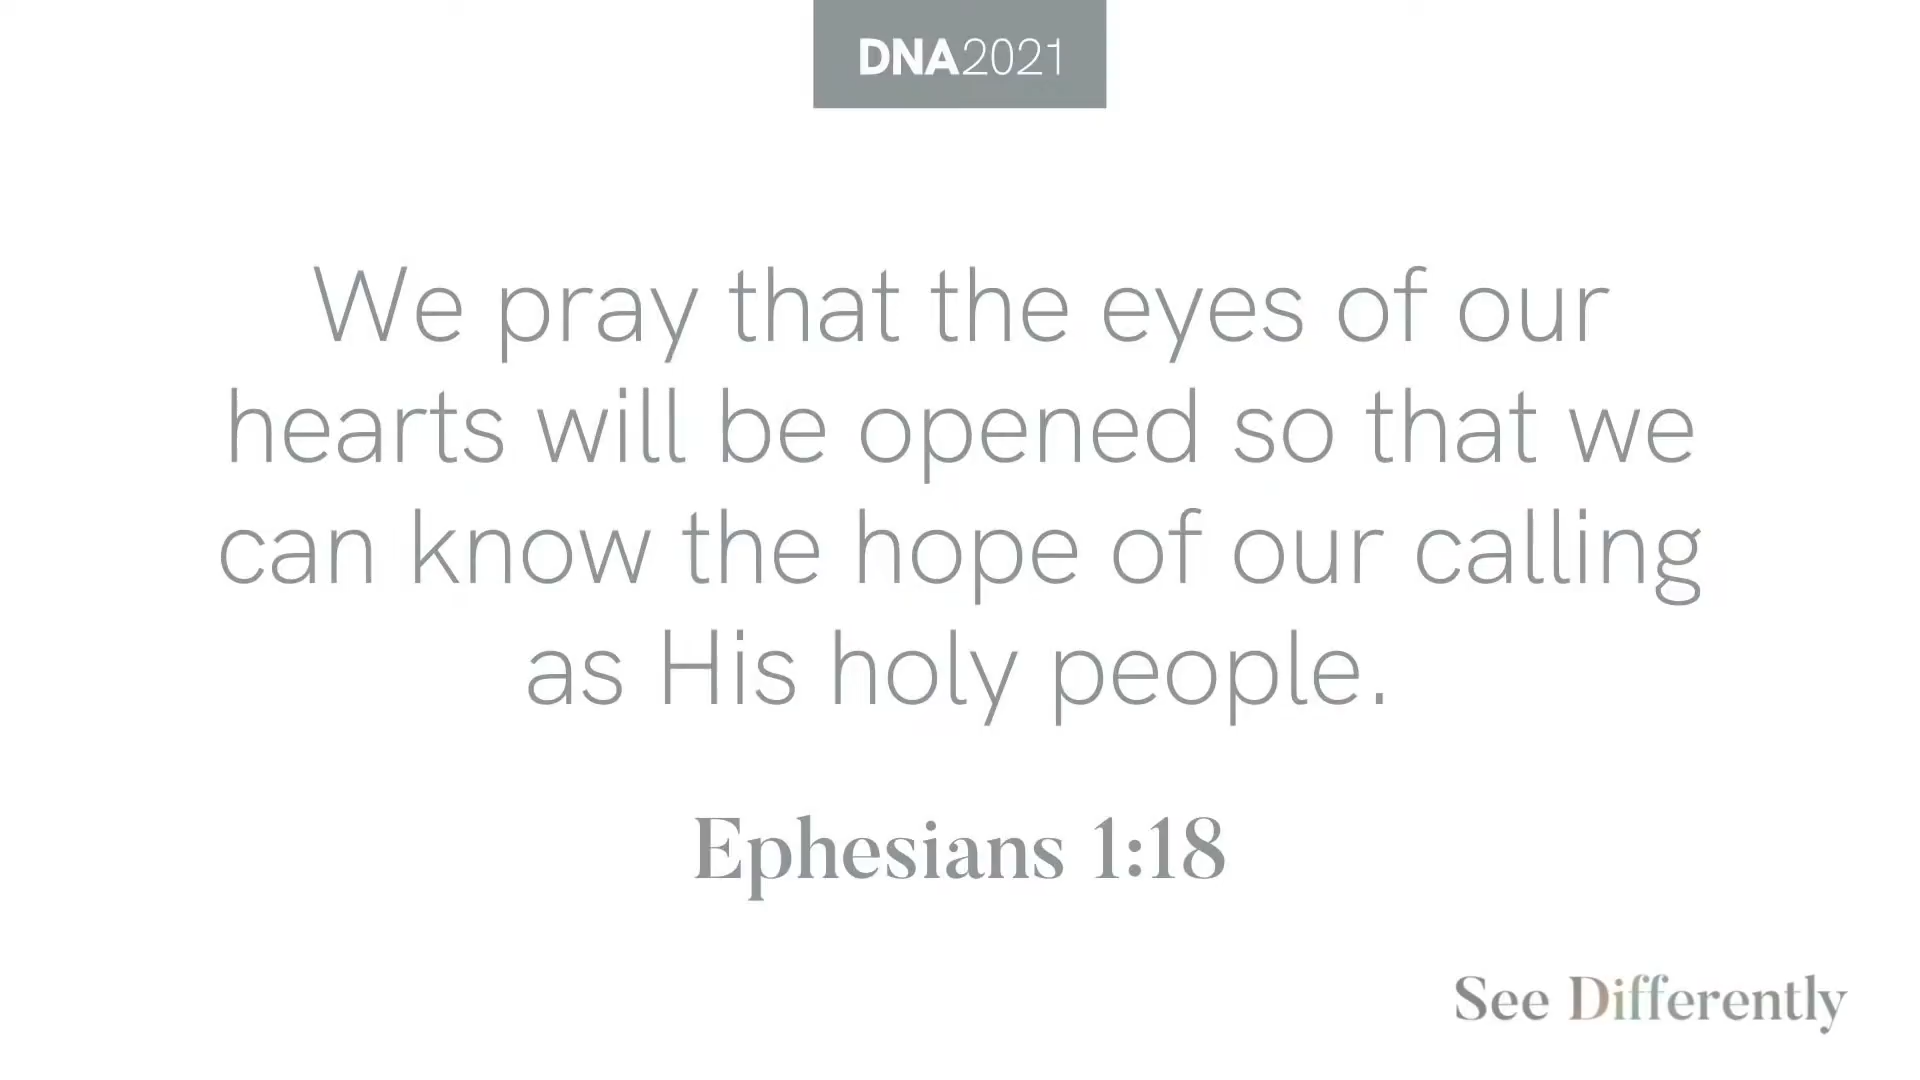 DNA2021
We pray that the eyes of our
hearts will be opened so that we
can know the hope of our calling
as His holy people.
Ephesians 1:18
See Differently